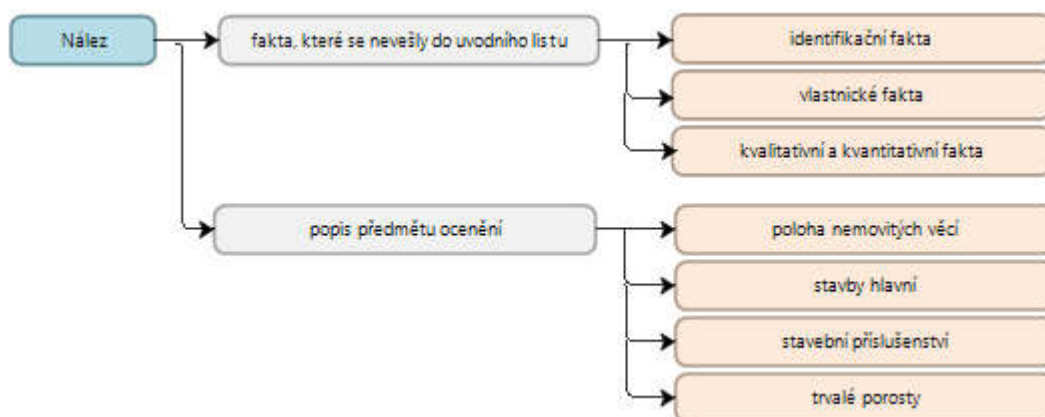 Nález
fakta, které se nevešly do uvodního listu
identifikační fakta
vlastnické fakta
kvalitativní a kvantitativní fakta
popis předmětu ocenění
poloha nemovitých věcí
stavby hlavní
stavební příslušenství
trvalé porosty